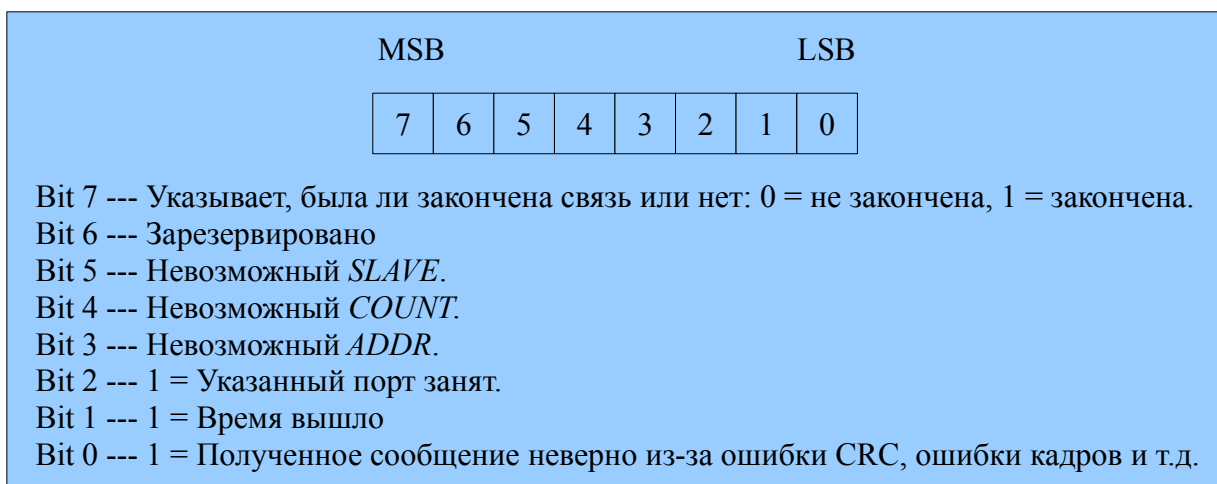 MSB LSB
7 6 5 4 3 2 1 0
Bit 7 --- Указывает, была ли закончена связь или нет: 0 = не закончена, 1 = закончена.
Bit 6 --- Зарезервировано
Bit 5 --- Невозможный SLAVE.
Bit 4 --- Невозможный COUNT.
Bit 3 --- Невозможный ADDR.
Bit 2 --- 1 = Указанный порт занят.
Bit 1 --- 1 = Время вышло
Bit 0 --- 1 = Полученное сообщение неверно из-за ошибки CRC, ошибки кадров и т.д.